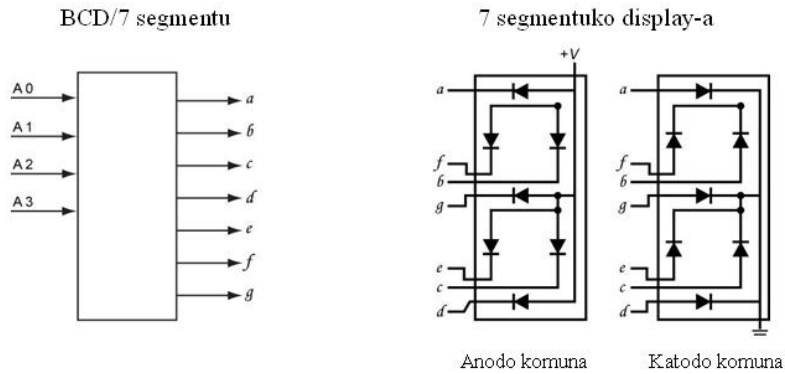 BCD/7 segmentu
7 segmentuko display-a
A0
A1
A2
A3
a
b
c
d
e
f
g
+V
a
f
b
g
e
c
d
a
f
b
g
e
c
d
Anodo komuna
Katodo komuna